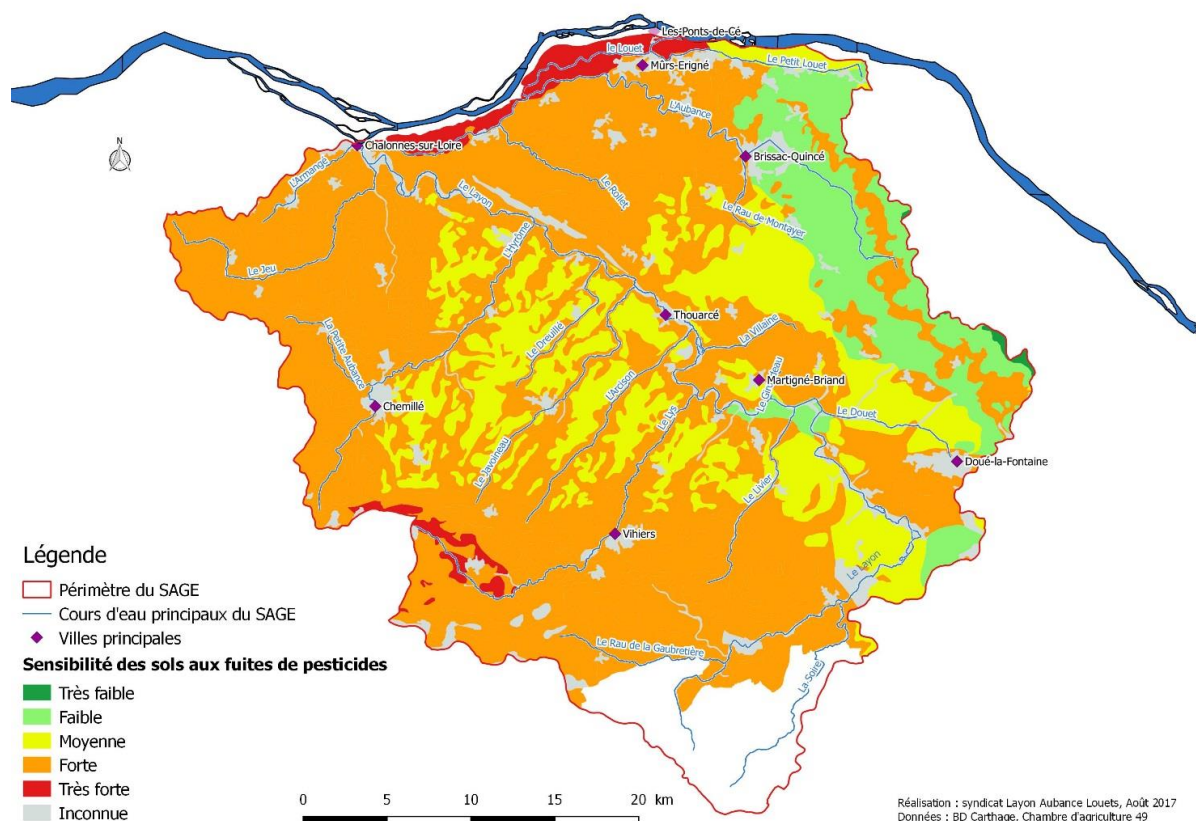 Les-Ponts-de-Cé
le Louet
Mûrs-Erigné
Le Petit Louet
L'Aubance
N
Chalonnes-sur-Loire
Brissac-Quincé
L'Armangé
Le Layon
Le Rollet
Le Rau de Montayer
L'Hyrôme
Le Jeu
Thouarcé
La Villaine
Le Dreuille
La Petite Aubance
L'Arcison
Martigné-Briand
Chemillé
Le Lys
Le Douet
Le Javoineau
Doué-la-Fontaine
Le Livier
Vihiers
Le Layon
Légende
Périmètre du SAGE
Cours d'eau principaux du SAGE
Villes principales
Le Rau de la Gaubretière
La Soire
Sensibilité des sols aux fuites de pesticides
Très faible
Faible
Moyenne
Forte
Très forte
Inconnue
0 5 10 15 20 km
Réalisation : syndicat Layon Aubance Louets, Août 2017
Données : BD Carthage, Chambre d'agriculture 49